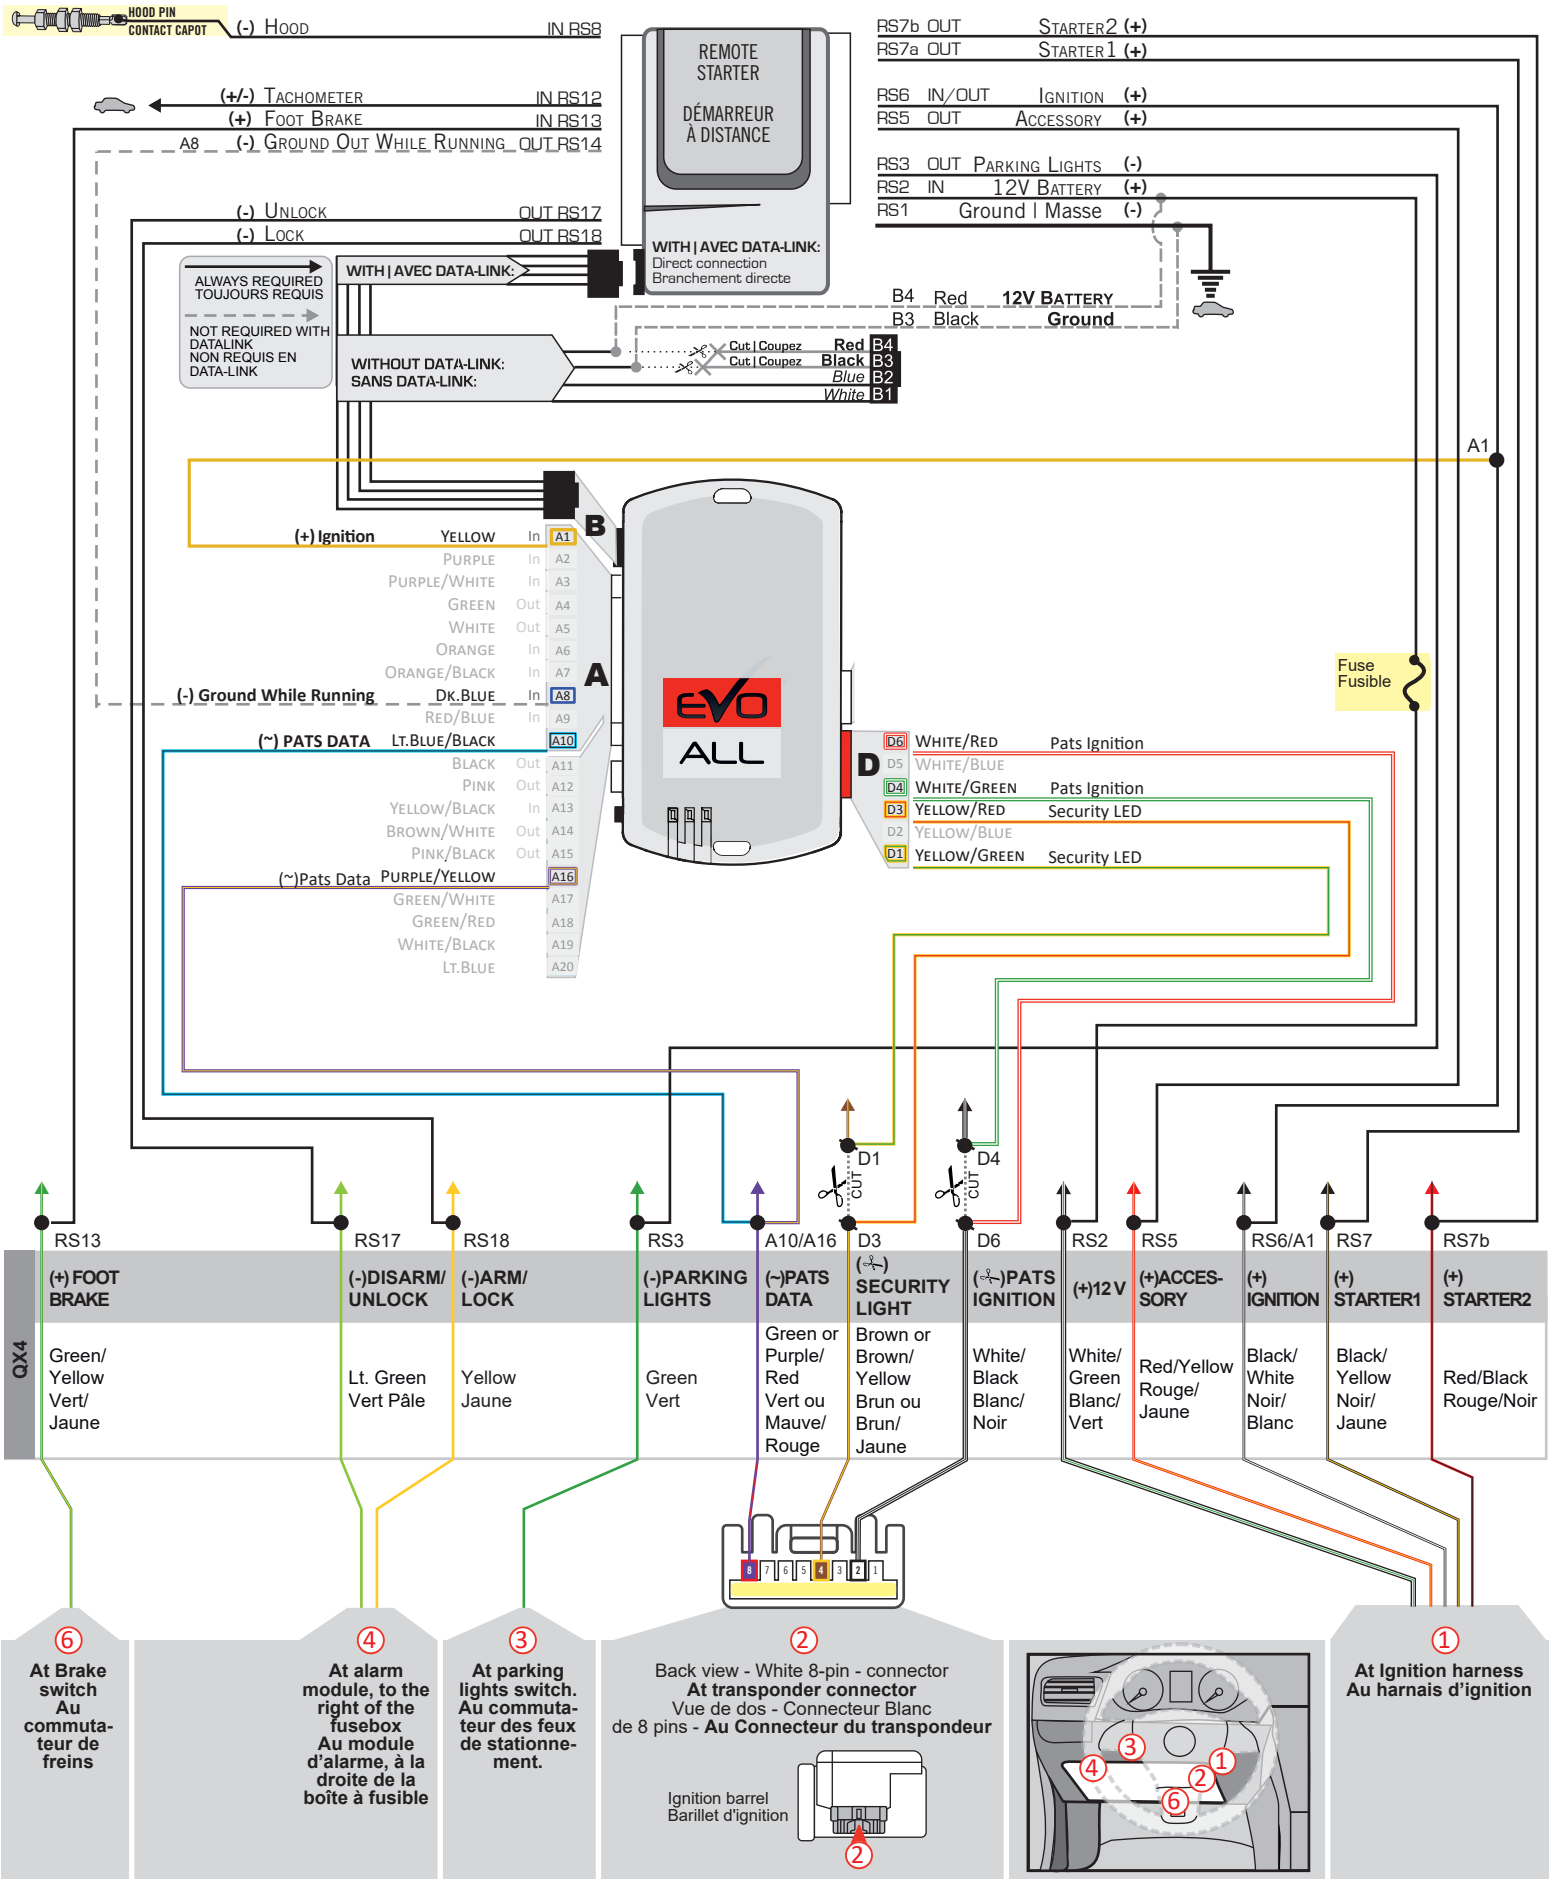 HOOD PIN
CONTACT CAPOT
(-) HOOD IN RS8
(+/-) TACHOMETER IN RS12
(+) FOOT BRAKE IN RS13
A8 (-) GROUND OUT WHILE RUNNING OUT RS14
(-) UNLOCK OUT RS17
(-) LOCK OUT RS18
REMOTE
STARTER
DÉMARREUR
À DISTANCE
WITH | AVEC DATA-LINK:
Direct connection
Branchement directe
RS7b OUT STARTER2 (+)
RS7a OUT STARTER1 (+)
RS6 IN/OUT IGNITION (+)
RS5 OUT ACCESSORY (+)
RS3 OUT PARKING LIGHTS (-)
RS2 IN 12V BATTERY (+)
RS1 Ground | Masse (-)
ALWAYS REQUIRED
TOUJOURS REQUIS
NOT REQUIRED WITH
DATALINK
NON REQUIS EN
DATA-LINK
WITH | AVEC DATA-LINK:
WITHOUT DATA-LINK:
SANS DATA-LINK:
B4 Red 12V BATTERY
B3 Black Ground
Cut | Coupez Red B4
Cut | Coupez Black B3
Blue B2
White B1
A1
B
(+) Ignition YELLOW In A1
PURPLE In A2
PURPLE/WHITE In A3
GREEN Out A4
WHITE Out A5
ORANGE In A6
ORANGE/BLACK In A7
(-) Ground While Running DK.BLUE In A8
RED/BLUE In A9
(~) PATS DATA LT.BLUE/BLACK A10
BLACK Out A11
PINK Out A12
YELLOW/BLACK In A13
BROWN/WHITE Out A14
PINK/BLACK Out A15
(~)Pats Data PURPLE/YELLOW A16
GREEN/WHITE A17
GREEN/RED A18
WHITE/BLACK A19
LT.BLUE A20
A
EVO
ALL
D
D6 WHITE/RED Pats Ignition
D5 WHITE/BLUE
D4 WHITE/GREEN Pats Ignition
D3 YELLOW/RED Security LED
D2 YELLOW/BLUE
D1 YELLOW/GREEN Security LED
Fuse
Fusible
D1
CUT
D4
CUT
RS13 RS17 RS18 RS3 A10/A16 D3 D6 RS2 RS5 RS6/A1 RS7 RS7b
QX4
(+) FOOT
BRAKE
(-)DISARM/
UNLOCK
(-)ARM/
LOCK
(-)PARKING
LIGHTS
(~)PATS
DATA
( )
SECURITY
LIGHT
( )PATS
IGNITION
(+)12 V
(+)ACCES-
SORY
(+)
IGNITION
(+)
STARTER1
(+)
STARTER2
Green/
Yellow
Vert/
Jaune
Lt. Green
Vert Pâle
Yellow
Jaune
Green
Vert
Green or
Purple/
Red
Vert ou
Mauve/
Rouge
Brown or
Brown/
Yellow
Brun ou
Brun/
Jaune
White/
Black
Blanc/
Noir
White/
Green
Blanc/
Vert
Red/Yellow
Rouge/
Jaune
Black/
White
Noir/
Blanc
Black/
Yellow
Noir/
Jaune
Red/Black
Rouge/Noir
8 7 6 5 4 3 2 1
6
At Brake
switch
Au
commuta-
teur de
freins
4
At alarm
module, to the
right of the
fusebox
Au module
d'alarme, à la
droite de la
boîte à fusible
3
At parking
lights switch.
Au commuta-
teur des feux
de stationne-
ment.
2
Back view - White 8-pin - connector
At transponder connector
Vue de dos - Connecteur Blanc
de 8 pins - Au Connecteur du transpondeur
Ignition barrel
Barillet d'ignition
2
3
4
1
2
6
1
At Ignition harness
Au harnais d'ignition